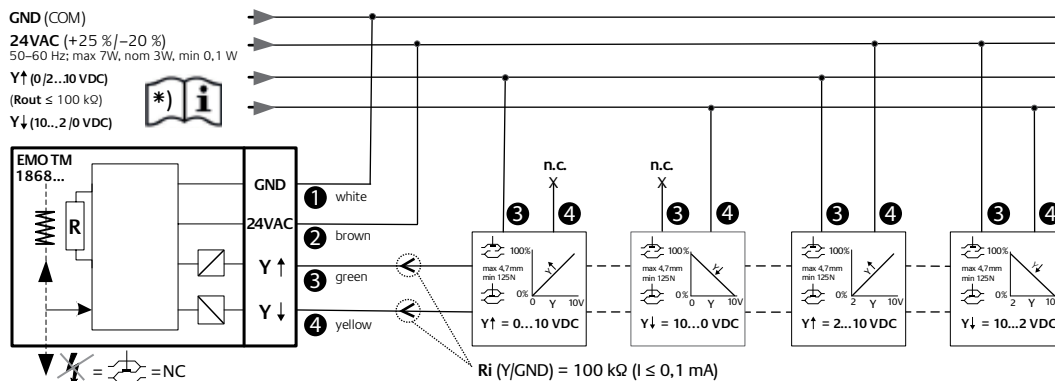 GND (COM)
24VAC (+25 %/–20 %)
50–60 Hz; max 7W, nom 3W, min 0,1 W
Y↑ (0/2...10 VDC)
(Rout ≤ 100 kΩ)
Y↓ (10...2/0 VDC)
*) i
EMO TM
1868...
R
GND
24VAC
Y ↑
Y ↓
1 white
2 brown
3 green
4 yellow
= =NC
n.c.
X
3 4
100%
max 4,7mm
min 125N
0%
Y↑
0 Y 10V
Y↑ = 0...10 VDC
n.c.
X
3 4
100%
max 4,7mm
min 125N
0%
Y↓
0 Y 10V
Y↓ = 10...0 VDC
3 4
100%
max 4,7mm
min 125N
0%
Y↑
2 Y 10V
Y↑ = 2...10 VDC
3 4
100%
max 4,7mm
min 125N
0%
Y↓
2 Y 10V
Y↓ = 10...2 VDC
Ri (Y/GND) = 100 kΩ (I ≤ 0,1 mA)